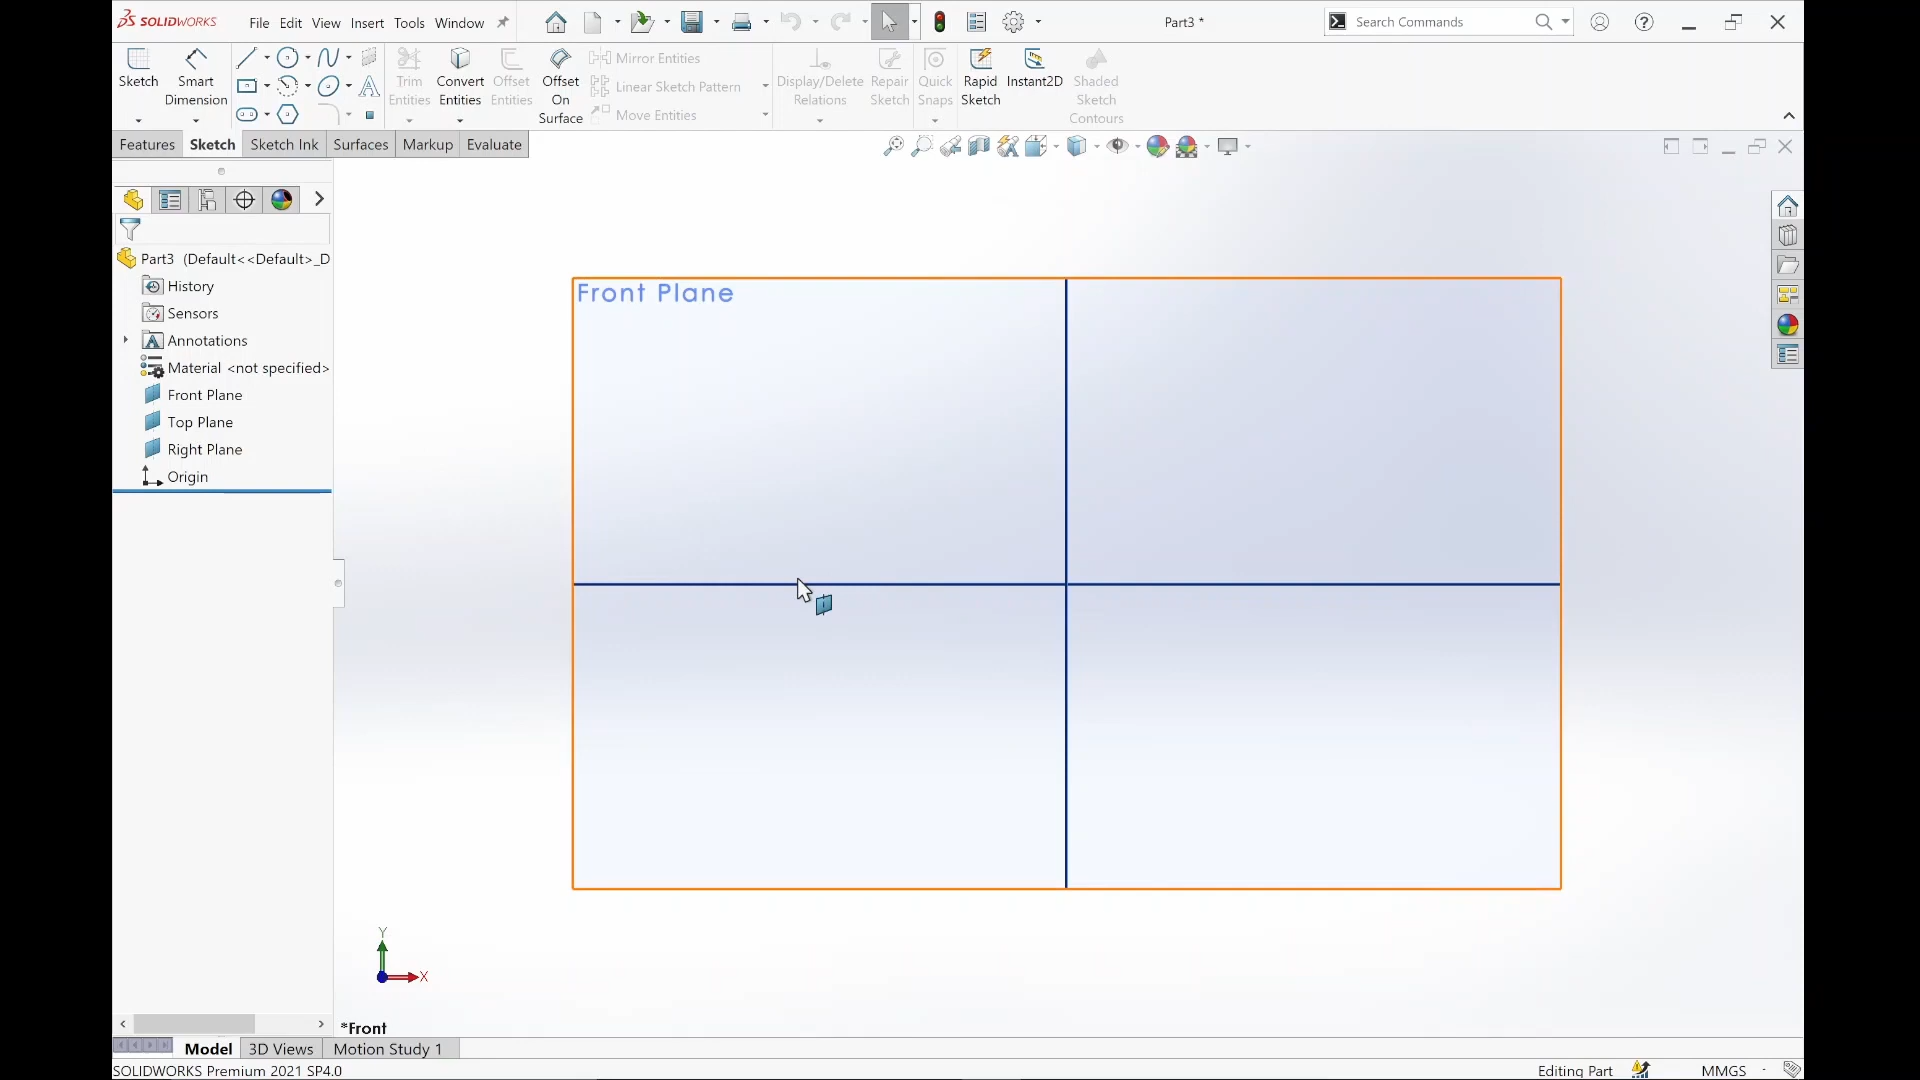 SOLIDWORKS File Edit View Insert Tools Window Part3 * Search Commands
Sketch
Smart
Dimension
Trim
Entities
Convert
Entities
Offset
Entities
Offset
On
Surface
Mirror Entities
Linear Sketch Pattern
Move Entities
Display/Delete
Relations
Repair
Sketch
Quick
Snaps
Rapid
Sketch
Instant2D
Shaded
Sketch
Contours
Features Sketch Sketch Ink Surfaces Markup Evaluate
Part3 (Default<<Default>_D
History
Sensors
Annotations
Material <not specified>
Front Plane
Top Plane
Right Plane
Origin
Front Plane
Y
X
*Front
Model 3D Views Motion Study 1
SOLIDWORKS Premium 2021 SP4.0 Editing Part MMGS -